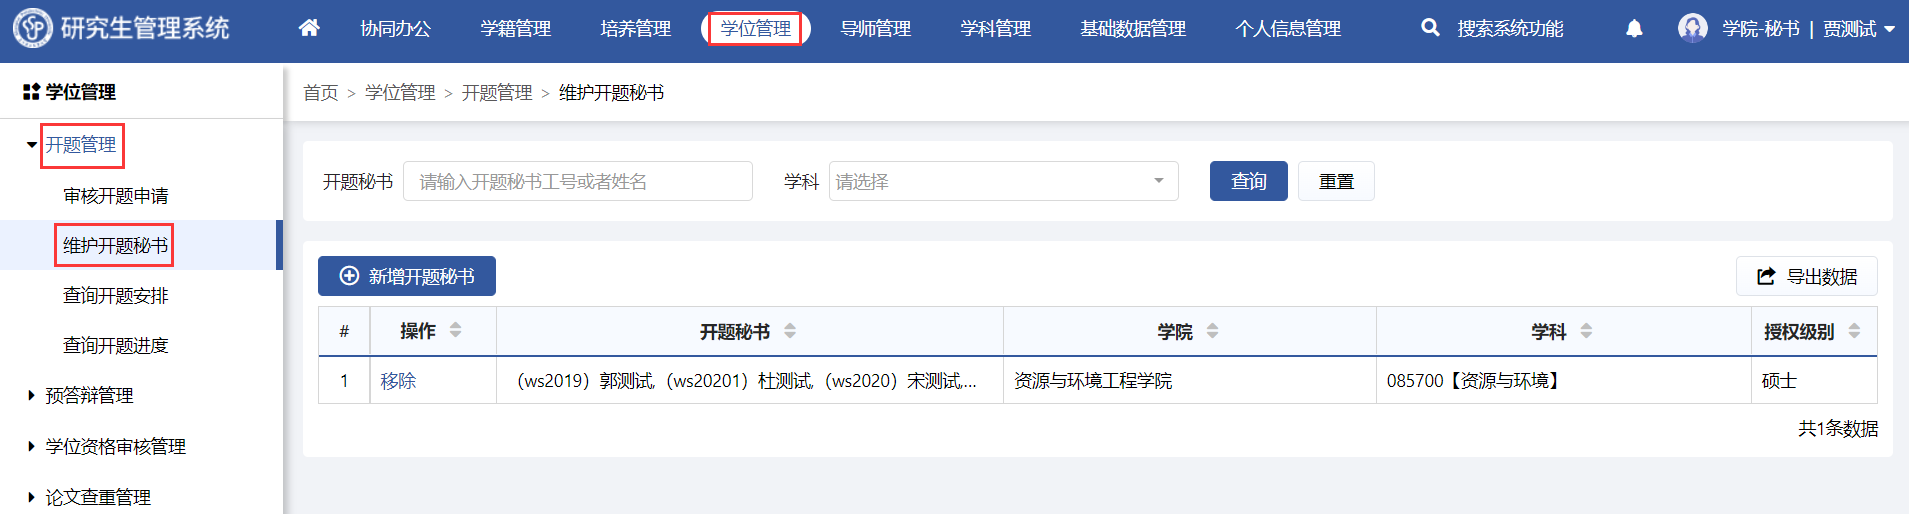 研究生管理系统 协同办公 学籍管理 培养管理 学位管理 导师管理 学科管理 基础数据管理 个人信息管理 搜索系统功能 学院-秘书 | 贾测试
学位管理
首页 > 学位管理 > 开题管理 > 维护开题秘书
开题管理
审核开题申请
维护开题秘书
查询开题安排
查询开题进度
预答辩管理
学位资格审核管理
论文查重管理
开题秘书 请输入开题秘书工号或者姓名 学科 请选择 查询 重置
新增开题秘书 导出数据
# 操作 开题秘书 学院 学科 授权级别
1 移除 （ws2019）郭测试,（ws20201）杜测试,（ws2020）宋测试,... 资源与环境工程学院 085700【资源与环境】 硕士
共1条数据